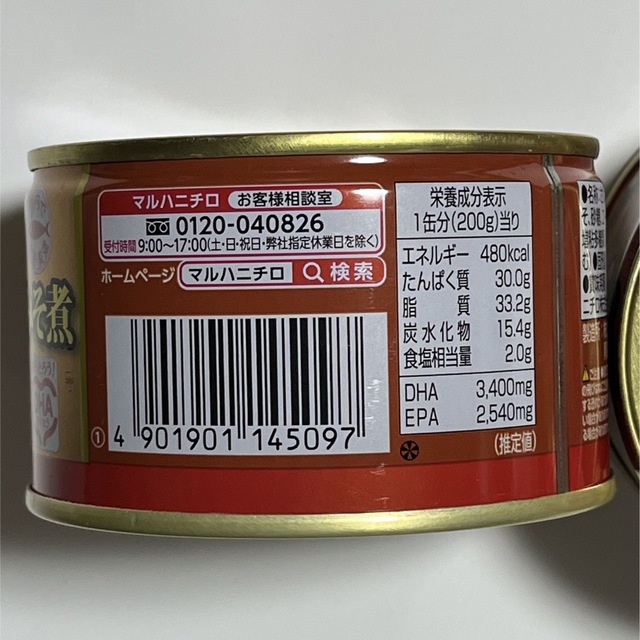 そ煮
マルハニチロ お客様相談室
0120-040826
受付時間 9:00〜17:00(土・日・祝日・弊社指定休業日を除く)
ホームページ マルハニチロ 検索
① 4 901901 145097
栄養成分表示
1缶分(200g)当り
エネルギー 480kcal
たんぱく質 30.0g
脂質 33.2g
炭水化物 15.4g
食塩相当量 2.0g
DHA 3,400mg
EPA 2,540mg
(推定値)
●名称
そ、砂糖、